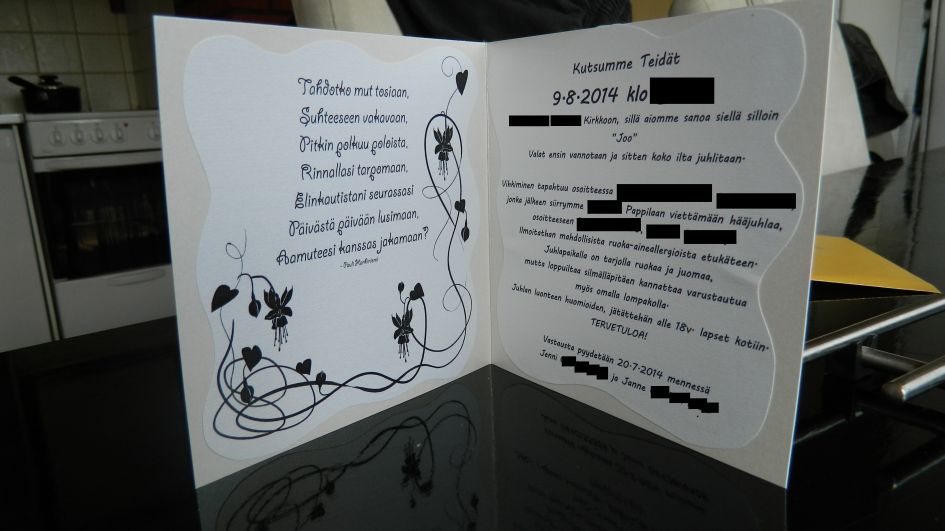 Tahdotko mut tosiaan,
Suhteeseen vakavaan,
Pitkin polkuu poloista,
Rinnallasi tarpomaan,
Elinkautistani seurassasi
Päivästä päivään lusimaan,
Aamuteesi kanssas jakamaan?
Kutsumme Teidät
9.8.2014 klo
Kirkkoon, sillä aiomme sanoa siellä silloin
"Joo"
Valat ensin vannotaan ja sitten koko ilta juhlitaan.
Vihkiminen tapahtuu osoitteessa
jonka jälkeen siirrymme Pappilaan viettämään hääjuhlaa,
osoitteeseen
Ilmoitattehan mahdollisista ruoka-aineallergioista etukäteen.
Juhlapaikalla on tarjolla ruokaa ja juomaa,
mutta loppuiltaa silmälläpitäen kannattaa varustautua
myös omalla lompakolla.
Juhlan luonteen huomioiden, jätättehän alle 18v. lapset kotiin.
TERVETULOA!
Vastausta pyydetään 20.7.2014 mennessä
Jenni
ja Janne